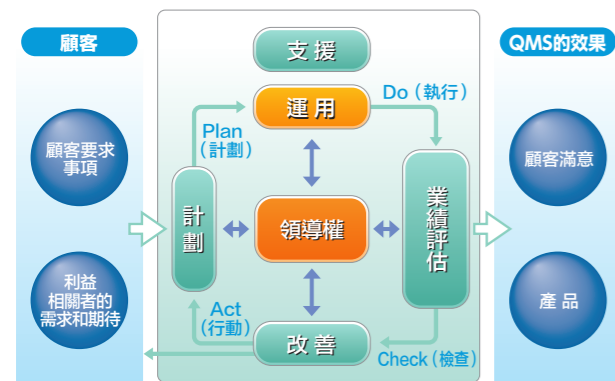 顧客
顧客要求
事項
利益
相關者的
需求和期待
支援
運用
Do（執行）
Plan
（計劃）
計劃
領導權
業績評估
Act
（行動）
改善
Check（檢查）
QMS的效果
顧客滿意
產品